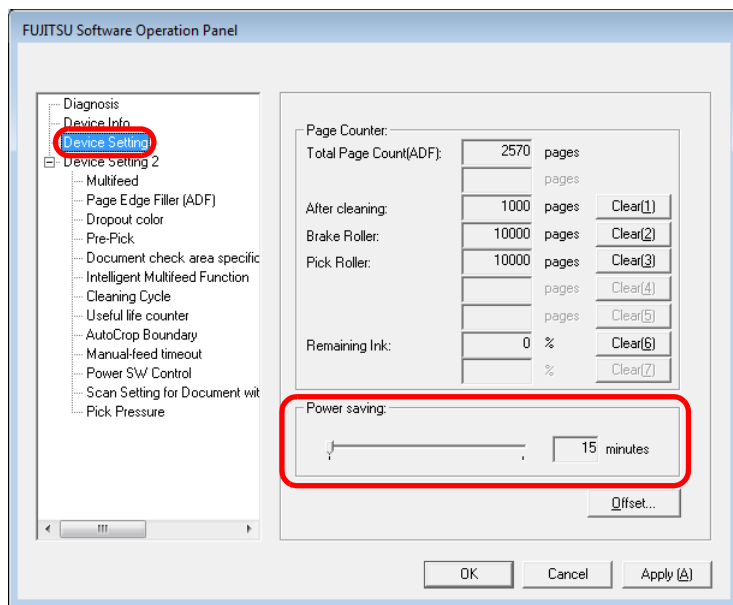 FUJITSU Software Operation Panel
Diagnosis
Device Info
Device Setting
Device Setting 2
Multifeed
Page Edge Filler (ADF)
Dropout color
Pre-Pick
Document check area specific
Intelligent Multifeed Function
Cleaning Cycle
Useful life counter
AutoCrop Boundary
Manual-feed timeout
Power SW Control
Scan Setting for Document wit
Pick Pressure
Page Counter:
Total Page Count(ADF): 2570 pages
pages
After cleaning: 1000 pages Clear(1)
Brake Roller: 10000 pages Clear(2)
Pick Roller: 10000 pages Clear(3)
pages Clear(4)
pages Clear(5)
Remaining Ink: 0 % Clear(6)
% Clear(7)
Power saving:
15 minutes
Offset...
OK Cancel Apply (A)